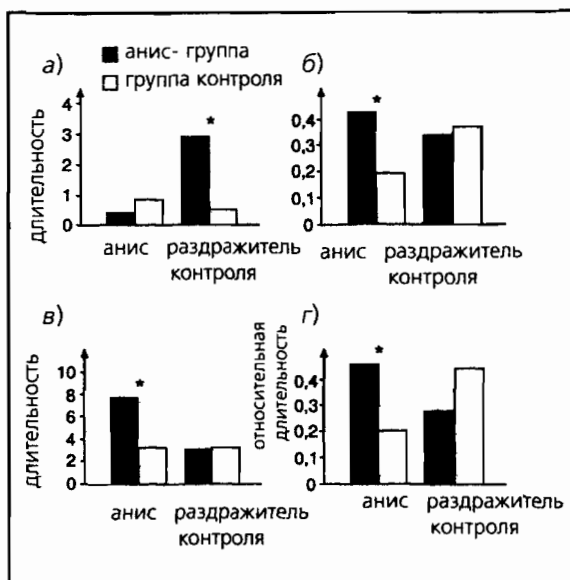 анис- группа
группа контроля
а)
4
3
2
1
0
длительность
*
анис
раздражитель
контроля
б)
0,4
0,3
0,2
0,1
0
*
анис
раздражитель
контроля
в)
10
8
6
4
2
0
длительность
*
анис
раздражитель
контроля
г)
0,4
0,3
0,2
0,1
0
относительная
длительность
*
анис
раздражитель
контроля